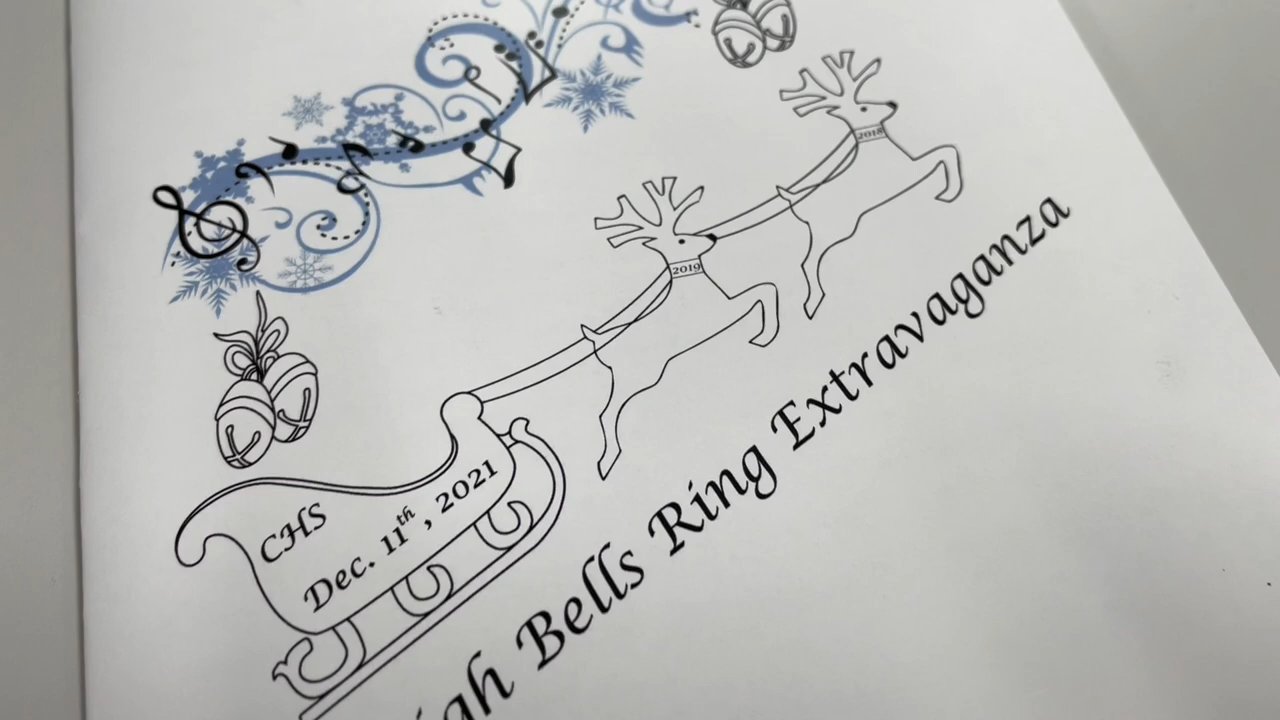 2018
2019
CHS
Dec. 11th, 2021
Bells Ring Extravaganza